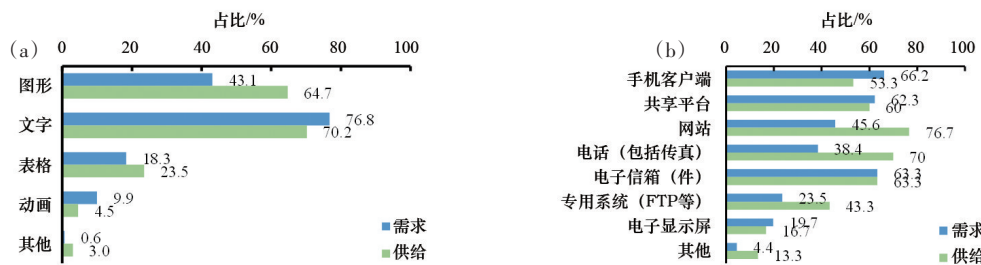 (a)
占比/%
0 20 40 60 80 100
图形 43.1 64.7
文字 76.8 70.2
表格 18.3 23.5
动画 9.9 4.5
其他 0.6 3.0
需求
供给
(b)
占比/%
0 20 40 60 80 100
手机客户端 66.2 53.3
共享平台 62.3 60
网站 45.6 76.7
电话（包括传真） 38.4 70
电子信箱（件） 63.3 63.3
专用系统（FTP等） 23.5 43.3
电子显示屏 19.7 16.7
其他 4.4 13.3
需求
供给